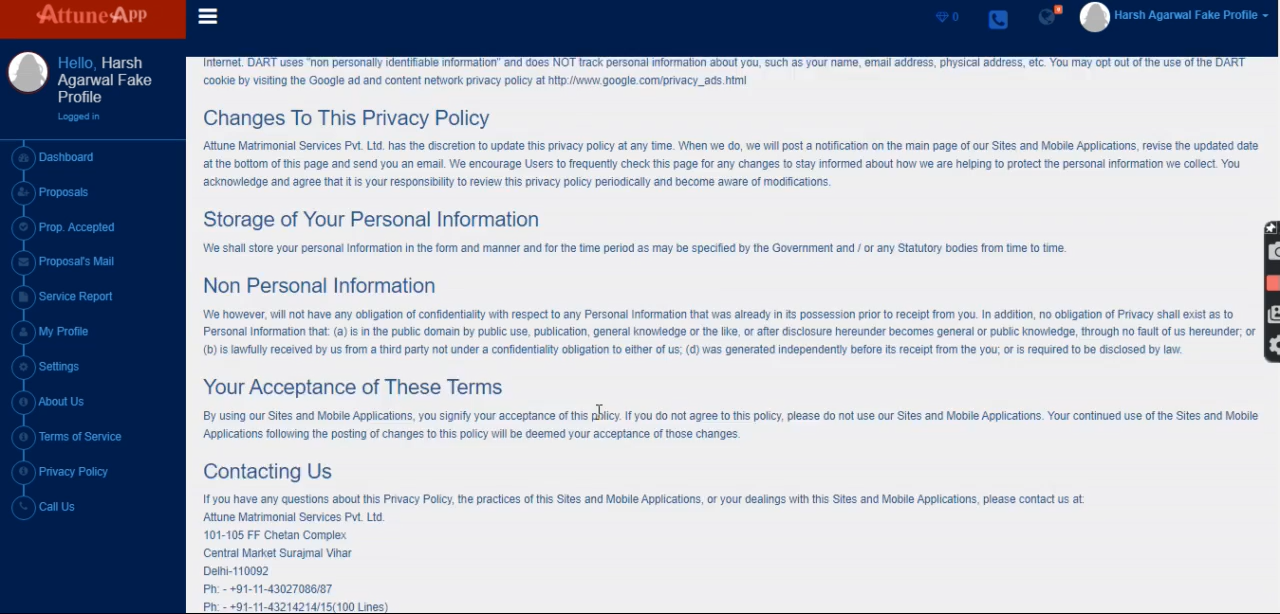 AttuneApp
0
8
Harsh Agarwal Fake Profile
Hello, Harsh
Agarwal Fake
Profile
Logged in
Dashboard
Proposals
Prop. Accepted
Proposal's Mail
Service Report
My Profile
Settings
About Us
Terms of Service
Privacy Policy
Call Us
Internet. DART uses "non personally identifiable information" and does NOT track personal information about you, such as your name, email address, physical address, etc. You may opt out of the use of the DART
cookie by visiting the Google ad and content network privacy policy at http://www.google.com/privacy_ads.html
Changes To This Privacy Policy
Attune Matrimonial Services Pvt. Ltd. has the discretion to update this privacy policy at any time. When we do, we will post a notification on the main page of our Sites and Mobile Applications, revise the updated date
at the bottom of this page and send you an email. We encourage Users to frequently check this page for any changes to stay informed about how we are helping to protect the personal information we collect. You
acknowledge and agree that it is your responsibility to review this privacy policy periodically and become aware of modifications.
Storage of Your Personal Information
We shall store your personal Information in the form and manner and for the time period as may be specified by the Government and / or any Statutory bodies from time to time.
Non Personal Information
We however, will not have any obligation of confidentiality with respect to any Personal Information that was already in its possession prior to receipt from you. In addition, no obligation of Privacy shall exist as to
Personal Information that: (a) is in the public domain by public use, publication, general knowledge or the like, or after disclosure hereunder becomes general or public knowledge, through no fault of us hereunder; or
(b) is lawfully received by us from a third party not under a confidentiality obligation to either of us; (d) was generated independently before its receipt from the you; or is required to be disclosed by law.
Your Acceptance of These Terms
By using our Sites and Mobile Applications, you signify your acceptance of this policy. If you do not agree to this policy, please do not use our Sites and Mobile Applications. Your continued use of the Sites and Mobile
Applications following the posting of changes to this policy will be deemed your acceptance of those changes.
Contacting Us
If you have any questions about this Privacy Policy, the practices of this Sites and Mobile Applications, or your dealings with this Sites and Mobile Applications, please contact us at:
Attune Matrimonial Services Pvt. Ltd.
101-105 FF Chetan Complex
Central Market Surajmal Vihar
Delhi-110092
Ph: - +91-11-43027086/87
Ph: - +91-11-43214214/15(100 Lines)